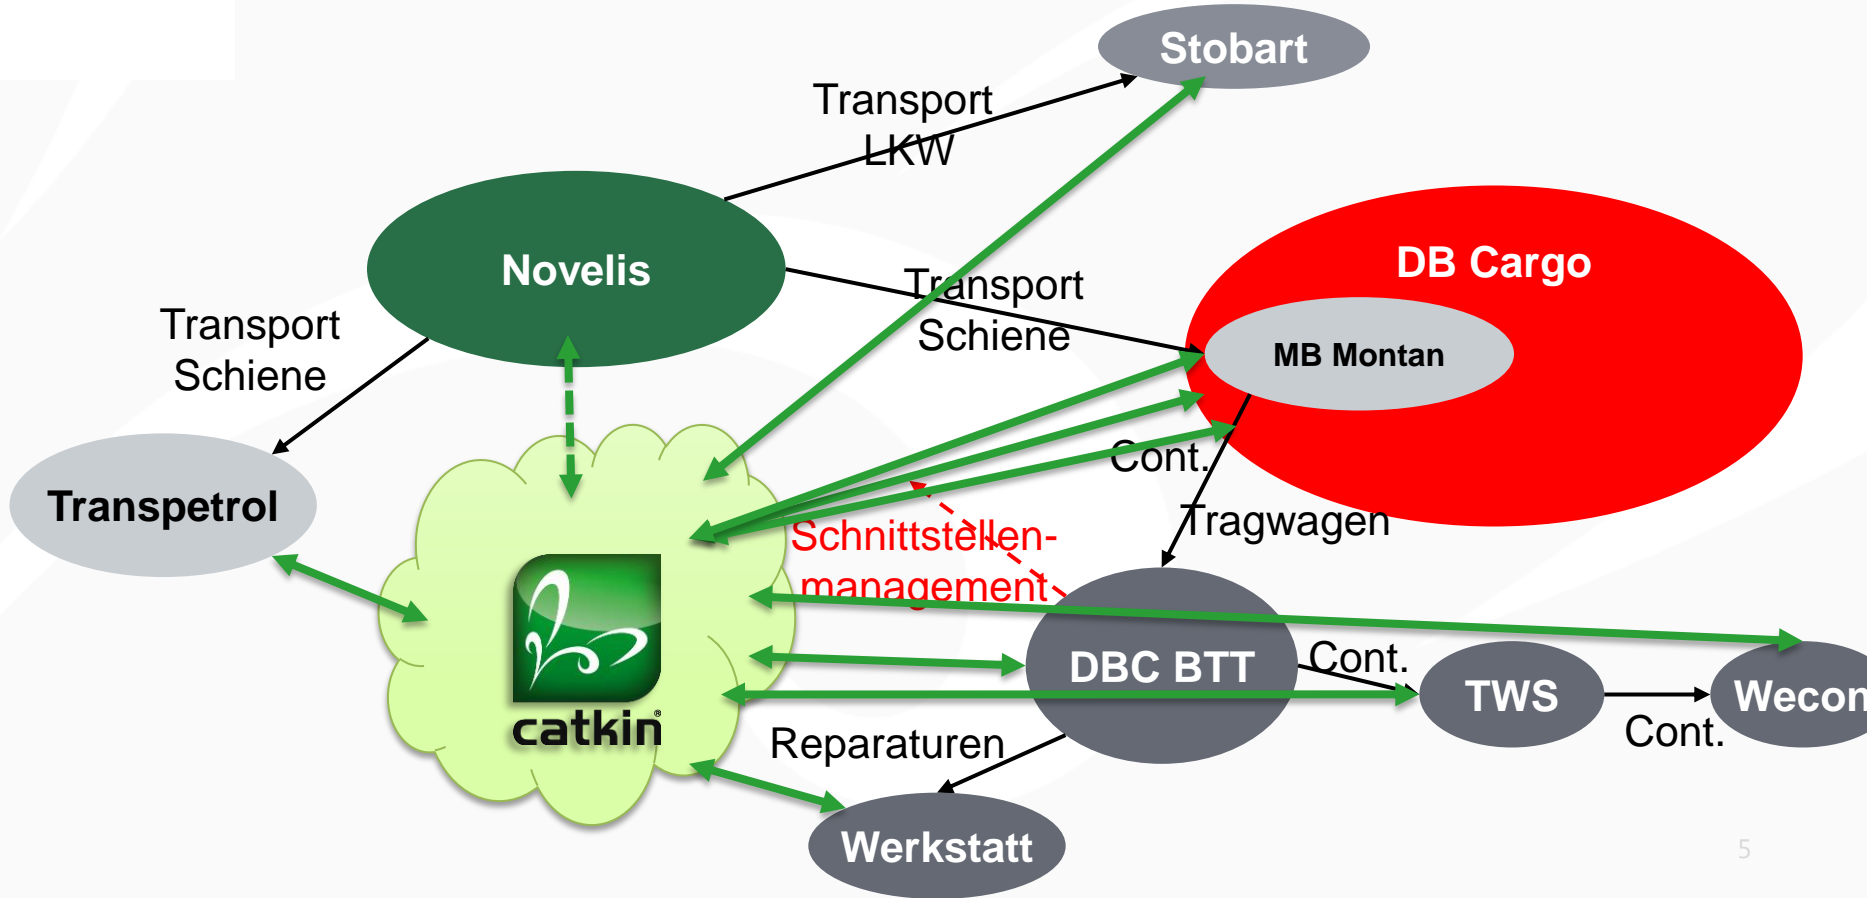 Stobart
Transport
LKW
Novelis
DB Cargo
Transport
Schiene
Transport
Schiene
MB Montan
Cont.
Transpetrol
Tragwagen
Schnittstellen-
management
DBC BTT
Cont.
TWS
Wecon
Cont.
catkin®
Reparaturen
Werkstatt
5